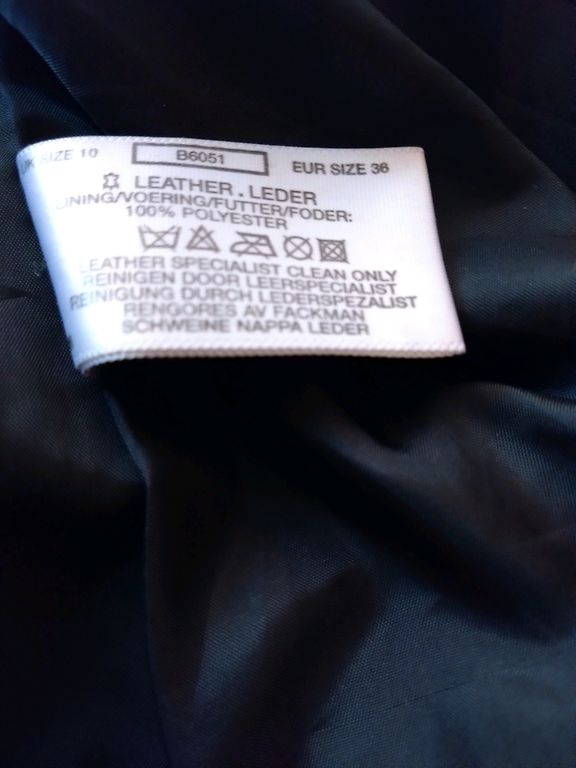 UK SIZE 10 B6051 EUR SIZE 36
LEATHER . LEDER
LINING/VOERING/FUTTER/FODER:
100% POLYESTER
LEATHER SPECIALIST CLEAN ONLY
REINIGEN DOOR LEERSPECIALIST
REINIGUNG DURCH LEDERSPEZALIST
RENGORES AV FACKMAN
SCHWEINE NAPPA LEDER